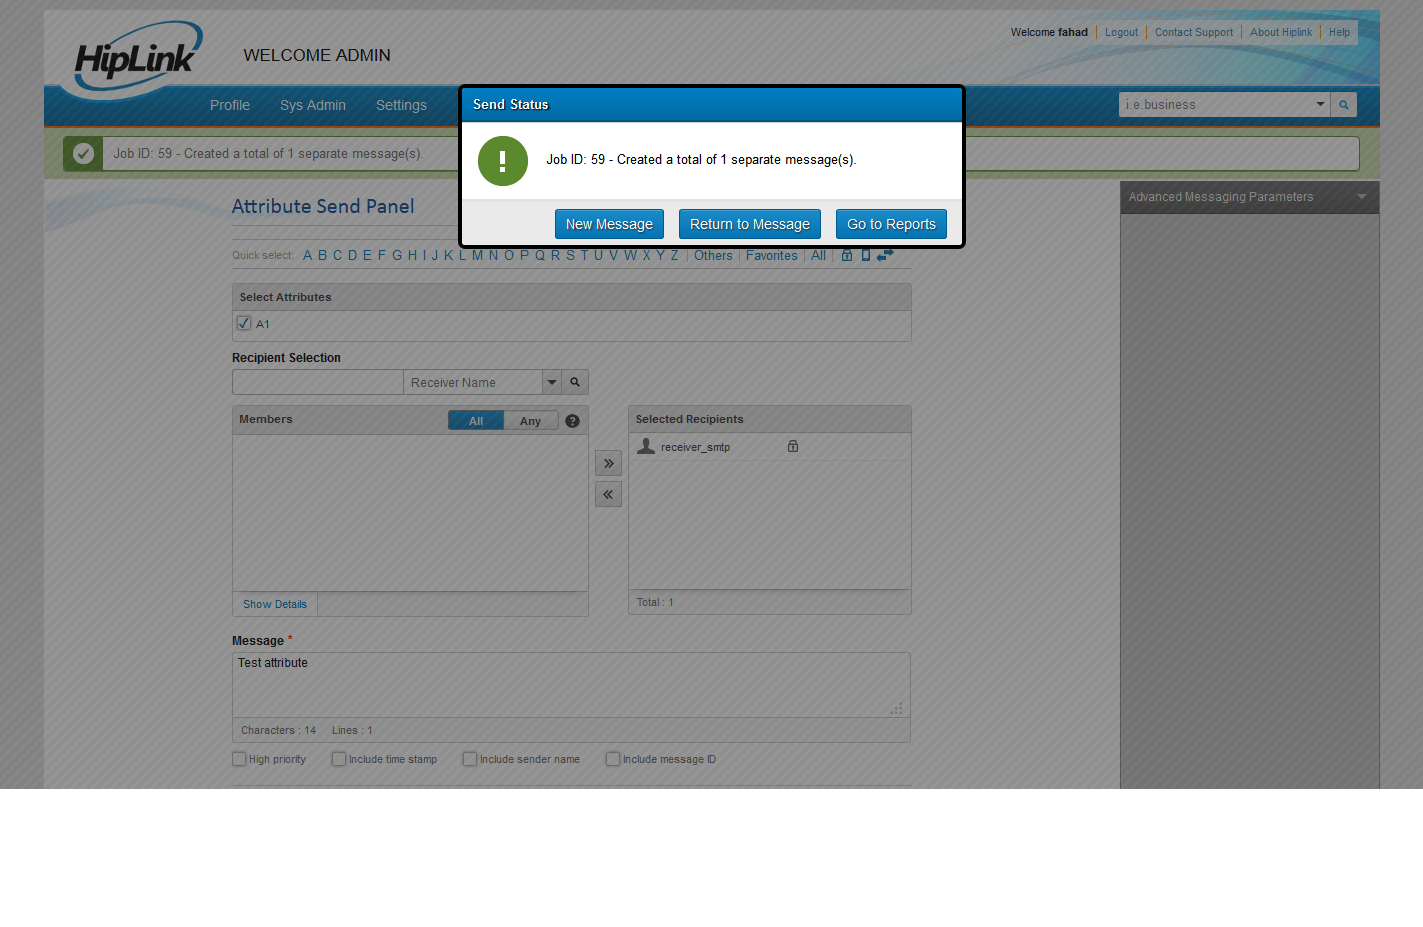 HipLink
WELCOME ADMIN
Welcome fahad Logout Contact Support About Hiplink Help
Profile Sys Admin Settings
i.e.business
Job ID: 59 - Created a total of 1 separate message(s).
Send Status
Job ID: 59 - Created a total of 1 separate message(s).
New Message Return to Message Go to Reports
Advanced Messaging Parameters
Attribute Send Panel
Quick select: A B C D E F G H I J K L M N O P Q R S T U V W X Y Z Others Favorites All
Select Attributes
A1
Recipient Selection
Receiver Name
Members All Any ?
Selected Recipients
receiver_smtp
Show Details
Total : 1
Message *
Test attribute
Characters : 14 Lines : 1
High priority Include time stamp Include sender name Include message ID